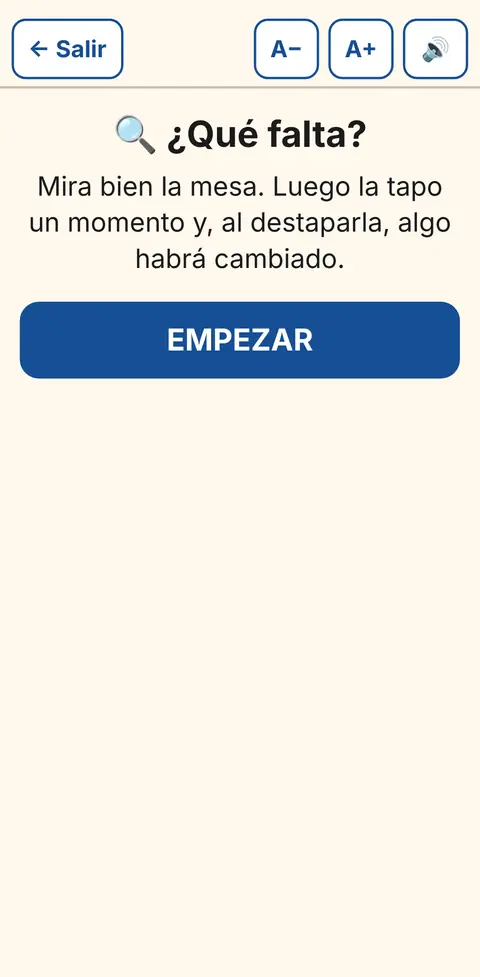 ← Salir
A−
A+
¿Qué falta?
Mira bien la mesa. Luego la tapo
un momento y, al destaparla, algo
habrá cambiado.
EMPEZAR